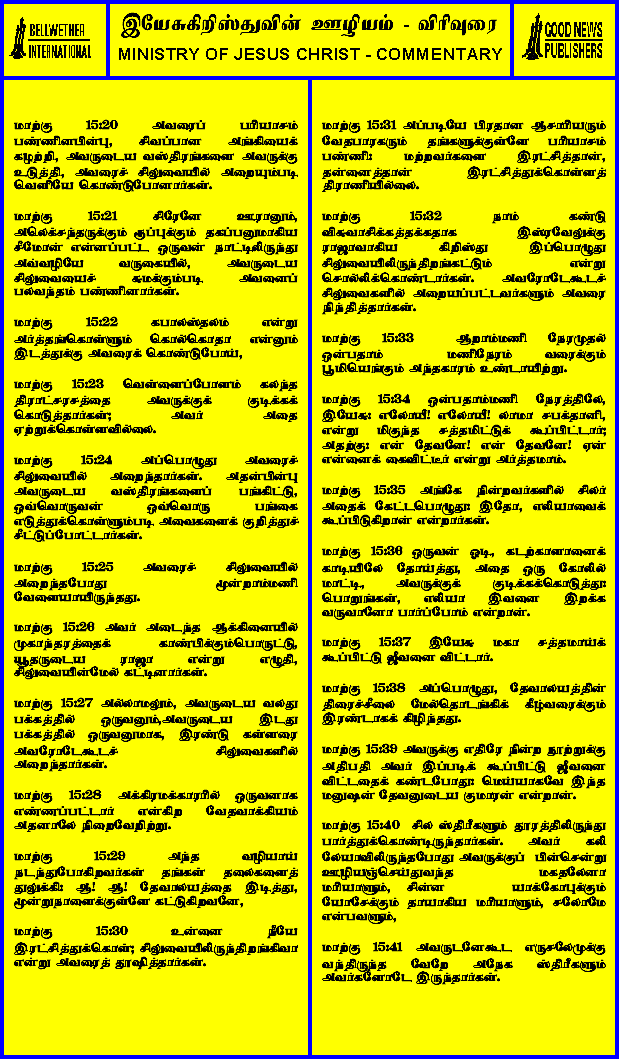 BELLWETHER
INTERNATIONAL
இயேசுகிறிஸ்துவின் ஊழியம் - விரிவுரை
MINISTRY OF JESUS CHRIST - COMMENTARY
GOOD NEWS
PUBLISHERS
மாற்கு 15:20 அவரைப் பரியாசம்
பண்ணினபின்பு, சிவப்பான அங்கியைக்
கழற்றி, அவருடைய வஸ்திரங்களை அவருக்கு
உடுத்தி, அவரைச் சிலுவையில் அறையும்படி
வெளியே கொண்டுபோனார்கள்.
மாற்கு 15:21 சிரேனே ஊரானும்,
அலெக்சந்தருக்கும் ரூப்புக்கும் தகப்பனுமாகிய
சீமோன் என்னப்பட்ட ஒருவன் நாட்டிலிருந்து
அவ்வழியே வருகையில், அவருடைய
சிலுவையைச் சுமக்கும்படி அவனைப்
பலவந்தம் பண்ணினார்கள்.
மாற்கு 15:22 கபாலஸ்தலம் என்று
அர்த்தங்கொள்ளும் கொல்கொதா என்னும்
இடத்துக்கு அவரைக் கொண்டுபோய்,
மாற்கு 15:23 வெள்ளைப்போளம் கலந்த
திராட்சரசத்தை அவருக்குக் குடிக்கக்
கொடுத்தார்கள்; அவர் அதை
ஏற்றுக்கொள்ளவில்லை.
மாற்கு 15:24 அப்பொழுது அவரைச்
சிலுவையில் அறைந்தார்கள். அதன்பின்பு
அவருடைய வஸ்திரங்களைப் பங்கிட்டு,
ஒவ்வொருவன் ஒவ்வொரு பங்கை
எடுத்துக்கொள்ளும்படி அவைகளைக் குறித்துச்
சீட்டுப்போட்டார்கள்.
மாற்கு 15:25 அவரைச் சிலுவையில்
அறைந்தபோது மூன்றாம்மணி
வேளையாயிருந்தது.
மாற்கு 15:26 அவர் அடைந்த ஆக்கினையின்
முகாந்தரத்தைக் காண்பிக்கும்பொருட்டு,
யூதருடைய ராஜா என்று எழுதி,
சிலுவையின்மேல் கட்டினார்கள்.
மாற்கு 15:27 அல்லாமலும், அவருடைய வலது
பக்கத்தில் ஒருவனும்,அவருடைய இடது
பக்கத்தில் ஒருவனுமாக, இரண்டு கள்ளரை
அவரோடேகூடச் சிலுவைகளில்
அறைந்தார்கள்.
மாற்கு 15:28 அக்கிரமக்காரரில் ஒருவனாக
எண்ணப்பட்டார் என்கிற வேதவாக்கியம்
அதனாலே நிறைவேறிற்று.
மாற்கு 15:29 அந்த வழியாய்
நடந்துபோகிறவர்கள் தங்கள் தலைகளைத்
துலுக்கி: ஆ! ஆ! தேவாலயத்தை இடித்து,
மூன்றுநாளைக்குள்ளே கட்டுகிறவனே,
மாற்கு 15:30 உன்னை நீயே
இரட்சித்துக்கொள்; சிலுவையிலிருந்திறங்கிவா
என்று அவரைத் தூஷித்தார்கள்.
மாற்கு 15:31 அப்படியே பிரதான ஆசாரியரும்
வேதபாரகரும் தங்களுக்குள்ளே பரியாசம்
பண்ணி: மற்றவர்களை இரட்சித்தான்,
தன்னைத்தான் இரட்சித்துக்கொள்ளத்
திராணியில்லை.
மாற்கு 15:32 நாம் கண்டு
விசுவாசிக்கத்தக்கதாக இஸ்ரவேலுக்கு
ராஜாவாகிய கிறிஸ்து இப்பொழுது
சிலுவையிலிருந்திறங்கட்டும் என்று
சொல்லிக்கொண்டார்கள். அவரோடேகூடச்
சிலுவைகளில் அறையப்பட்டவர்களும் அவரை
நிந்தித்தார்கள்.
மாற்கு 15:33 ஆறாம்மணி நேரமுதல்
ஒன்பதாம் மணிநேரம் வரைக்கும்
பூமியெங்கும் அந்தகாரம் உண்டாயிற்று.
மாற்கு 15:34 ஒன்பதாம்மணி நேரத்திலே,
இயேசு: எலோயீ! எலோயீ! லாமா சபக்தானி,
என்று மிகுந்த சத்தமிட்டுக் கூப்பிட்டார்;
அதற்கு: என் தேவனே! என் தேவனே! ஏன்
என்னைக் கைவிட்டீர் என்று அர்த்தமாம்.
மாற்கு 15:35 அங்கே நின்றவர்களில் சிலர்
அதைக் கேட்டபொழுது: இதோ, எலியாவைக்
கூப்பிடுகிறான் என்றார்கள்.
மாற்கு 15:36 ஒருவன் ஓடி, கடற்காளானைக்
காடியிலே தோய்த்து, அதை ஒரு கோலில்
மாட்டி, அவருக்குக் குடிக்கக்கொடுத்து:
பொறுங்கள், எலியா இவனை இறக்க
வருவானோ பார்ப்போம் என்றான்.
மாற்கு 15:37 இயேசு மகா சத்தமாய்க்
கூப்பிட்டு ஜீவனை விட்டார்.
மாற்கு 15:38 அப்பொழுது, தேவாலயத்தின்
திரைச்சீலை மேல்தொடங்கிக் கீழ்வரைக்கும்
இரண்டாகக் கிழிந்தது.
மாற்கு 15:39 அவருக்கு எதிரே நின்ற நூற்றுக்கு
அதிபதி அவர் இப்படிக் கூப்பிட்டு ஜீவனை
விட்டதைக் கண்டபோது: மெய்யாகவே இந்த
மனுஷன் தேவனுடைய குமாரன் என்றான்.
மாற்கு 15:40 சில ஸ்திரீகளும் தூரத்திலிருந்து
பார்த்துக்கொண்டிருந்தார்கள். அவர் கலி
லேயாவிலிருந்தபோது அவருக்குப் பின்சென்று
ஊழியஞ்செய்துவந்த மகதலேனா
மரியாளும், சின்ன யாக்கோபுக்கும்
யோசேக்கும் தாயாகிய மரியாளும், சலோமே
என்பவளும்,
மாற்கு 15:41 அவருடனேகூட எருசலேமுக்கு
வந்திருந்த வேறே அநேக ஸ்திரீகளும்
அவர்களோடே இருந்தார்கள்.